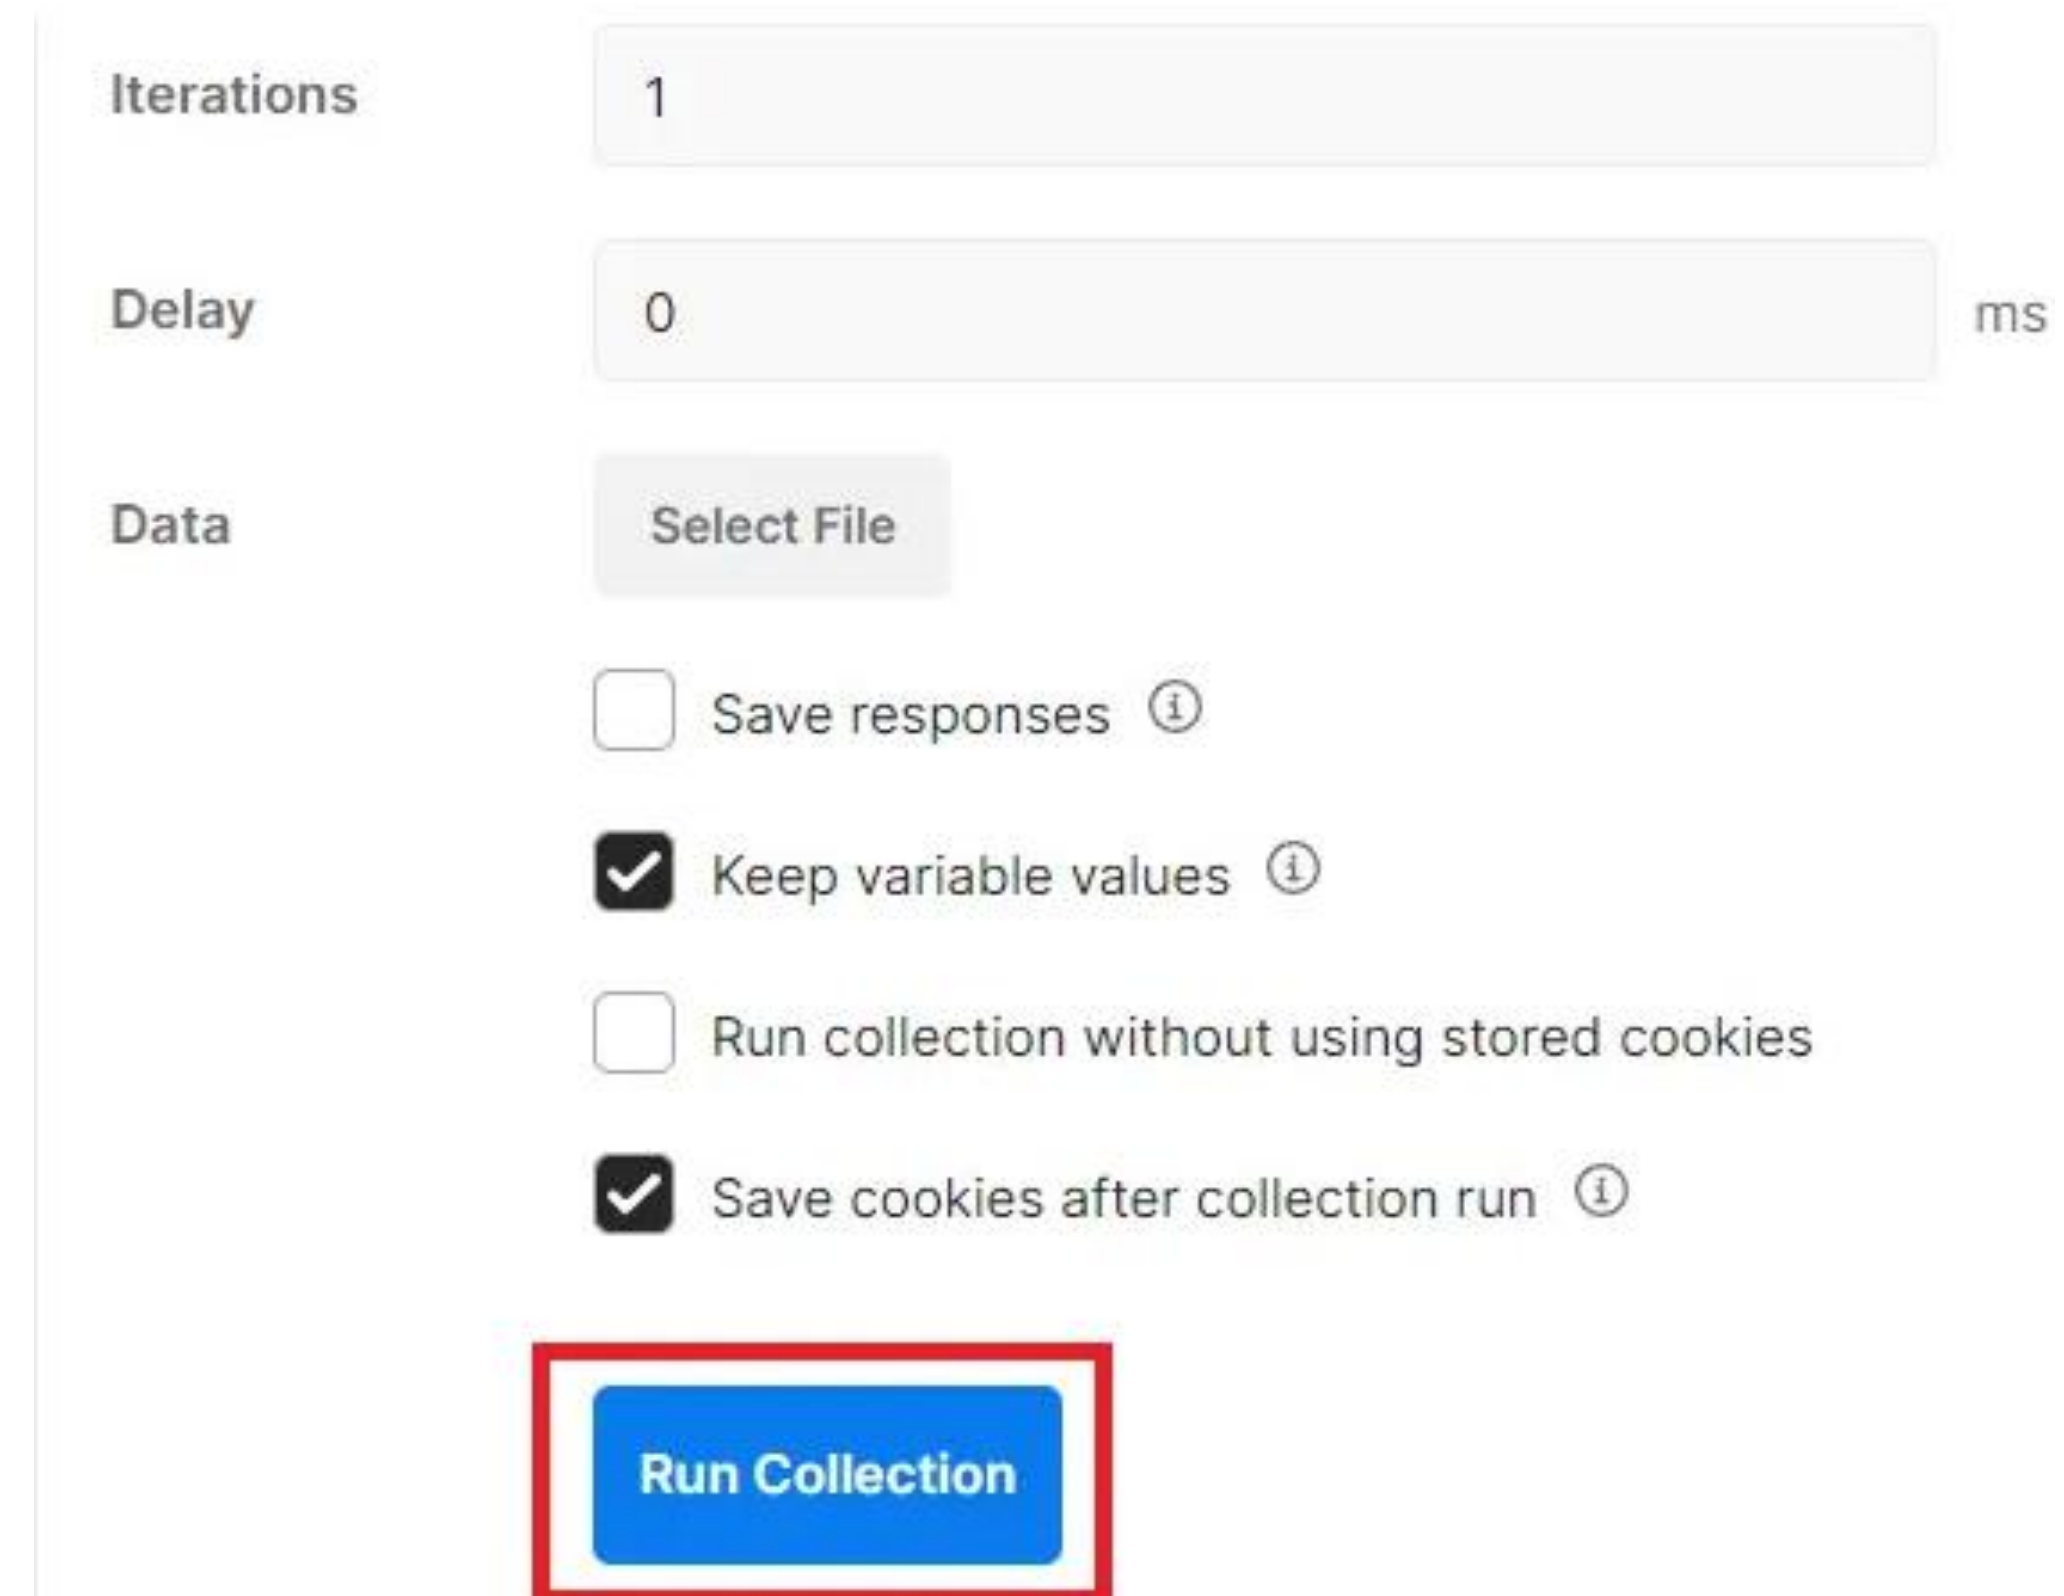 Iterations 1
Delay 0 ms
Data Select File
Save responses
Keep variable values
Run collection without using stored cookies
Save cookies after collection run
Run Collection